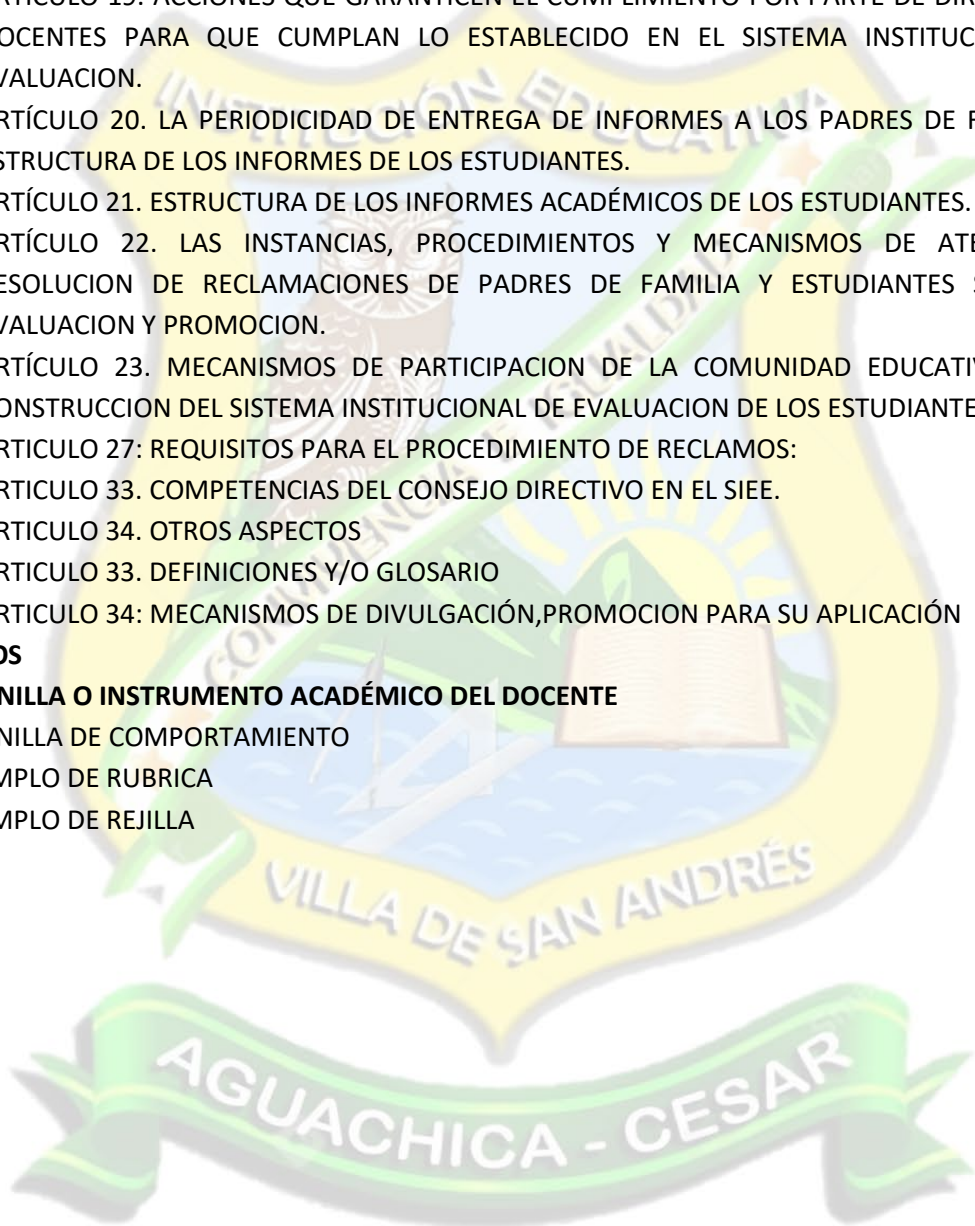 RTICULO 19. ACCIONES QUE GARANTICEN EL CUMPLIMIENTO POR PARTE DE DIR
OCENTES PARA QUE CUMPLAN LO ESTABLECIDO EN EL SISTEMA INSTITUC
VALUACION.
RTÍCULO 20. LA PERIODICIDAD DE ENTREGA DE INFORMES A LOS PADRES DE F
STRUCTURA DE LOS INFORMES DE LOS ESTUDIANTES.
RTÍCULO 21. ESTRUCTURA DE LOS INFORMES ACADÉMICOS DE LOS ESTUDIANTES.
RTÍCULO 22. LAS INSTANCIAS, PROCEDIMIENTOS Y MECANISMOS DE ATE
ESOLUCION DE RECLAMACIONES DE PADRES DE FAMILIA Y ESTUDIANTES S
VALUACION Y PROMOCION.
RTÍCULO 23. MECANISMOS DE PARTICIPACION DE LA COMUNIDAD EDUCATIV
ONSTRUCCION DEL SISTEMA INSTITUCIONAL DE EVALUACION DE LOS ESTUDIANTE
RTICULO 27: REQUISITOS PARA EL PROCEDIMIENTO DE RECLAMOS:
RTICULO 33. COMPETENCIAS DEL CONSEJO DIRECTIVO EN EL SIEE.
RTICULO 34. OTROS ASPECTOS
RTICULO 33. DEFINICIONES Y/O GLOSARIO
RTICULO 34: MECANISMOS DE DIVULGACIÓN,PROMOCION PARA SU APLICACIÓN
OS
NILLA O INSTRUMENTO ACADÉMICO DEL DOCENTE
NILLA DE COMPORTAMIENTO
MPLO DE RUBRICA
MPLO DE REJILLA
INSTITUCIÓN EDUCATIVA
CONVIVENCIA E IGUALDAD
VILLA DE SAN ANDRÉS
AGUACHICA - CESAR